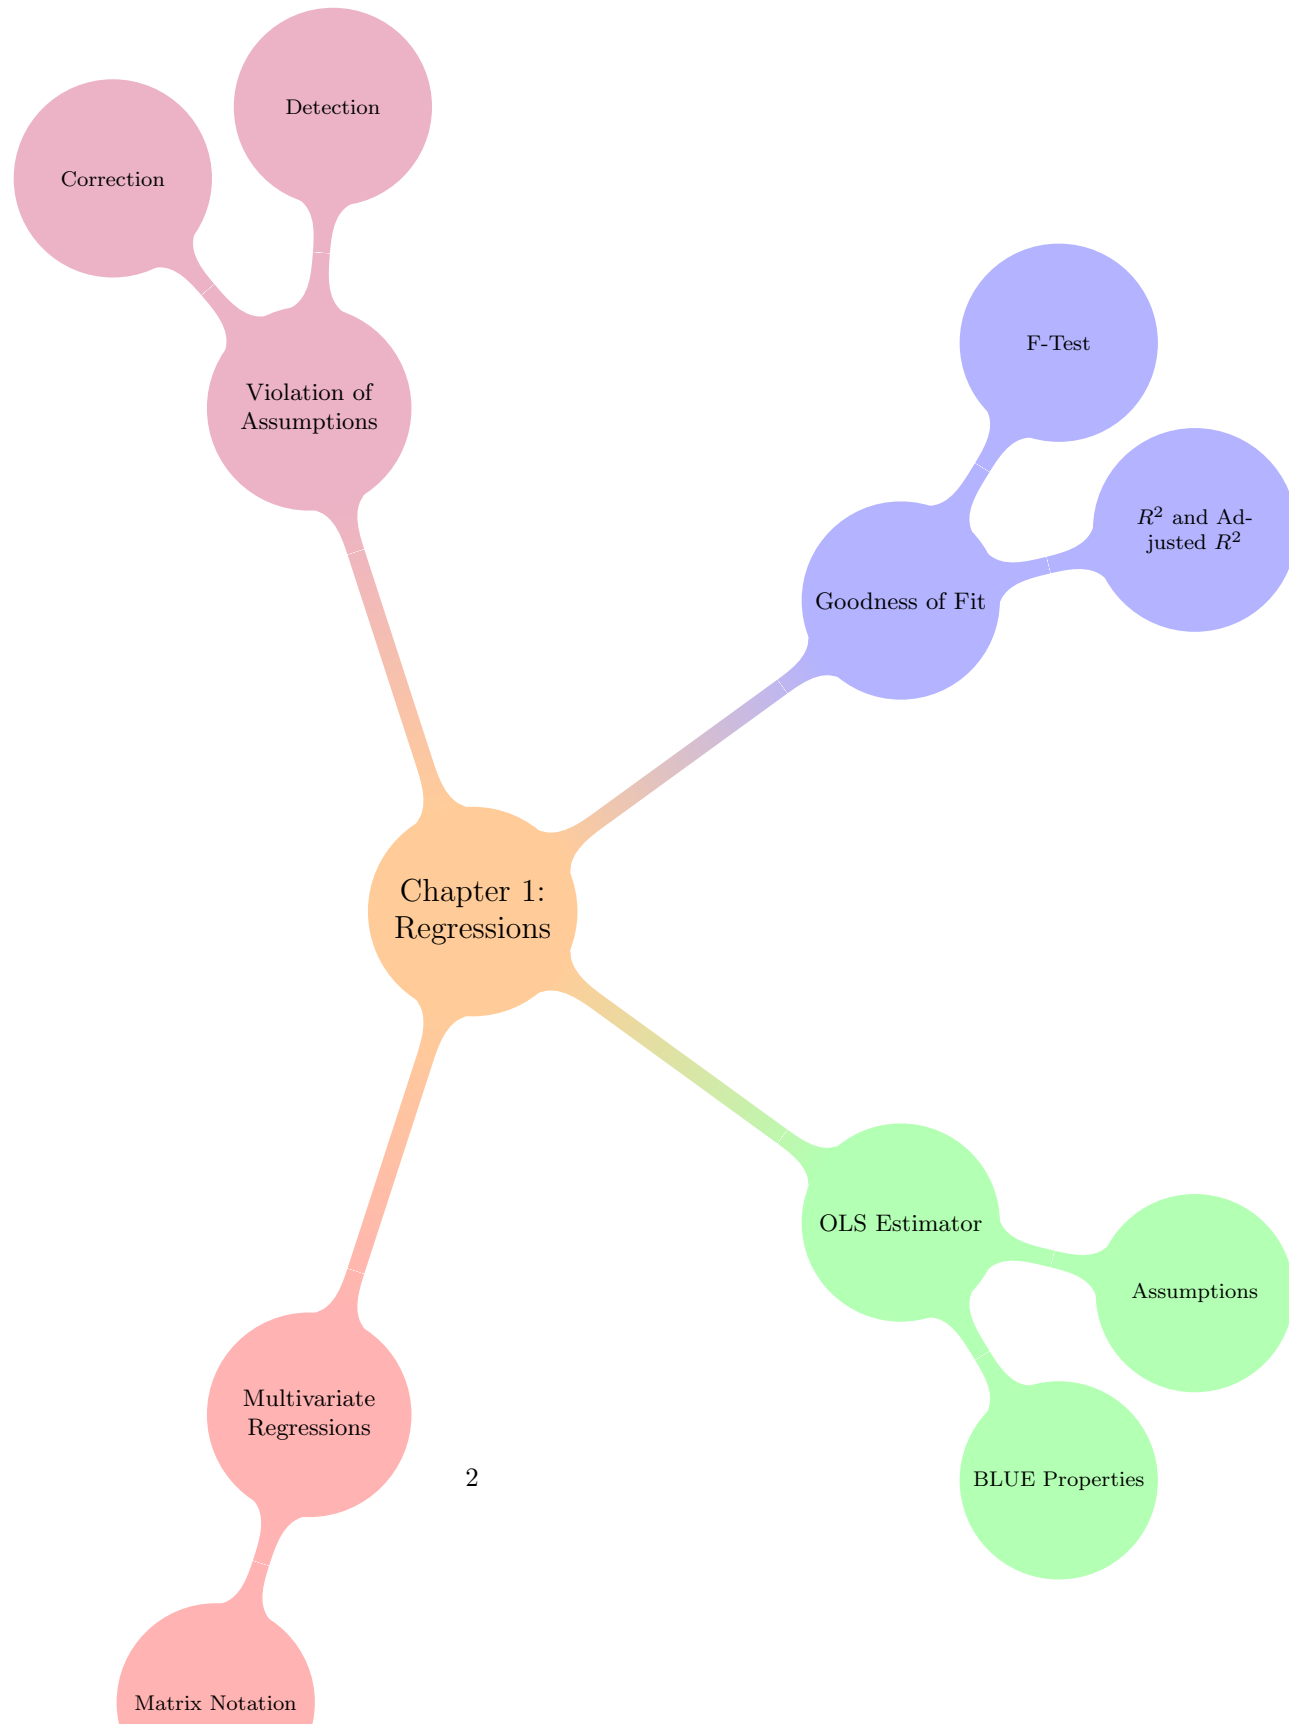 Detection
Correction
F-Test
Violation of
Assumptions
R² and Ad-
justed R²
Goodness of Fit
Chapter 1:
Regressions
OLS Estimator
Assumptions
Multivariate
Regressions
2
BLUE Properties
Matrix Notation